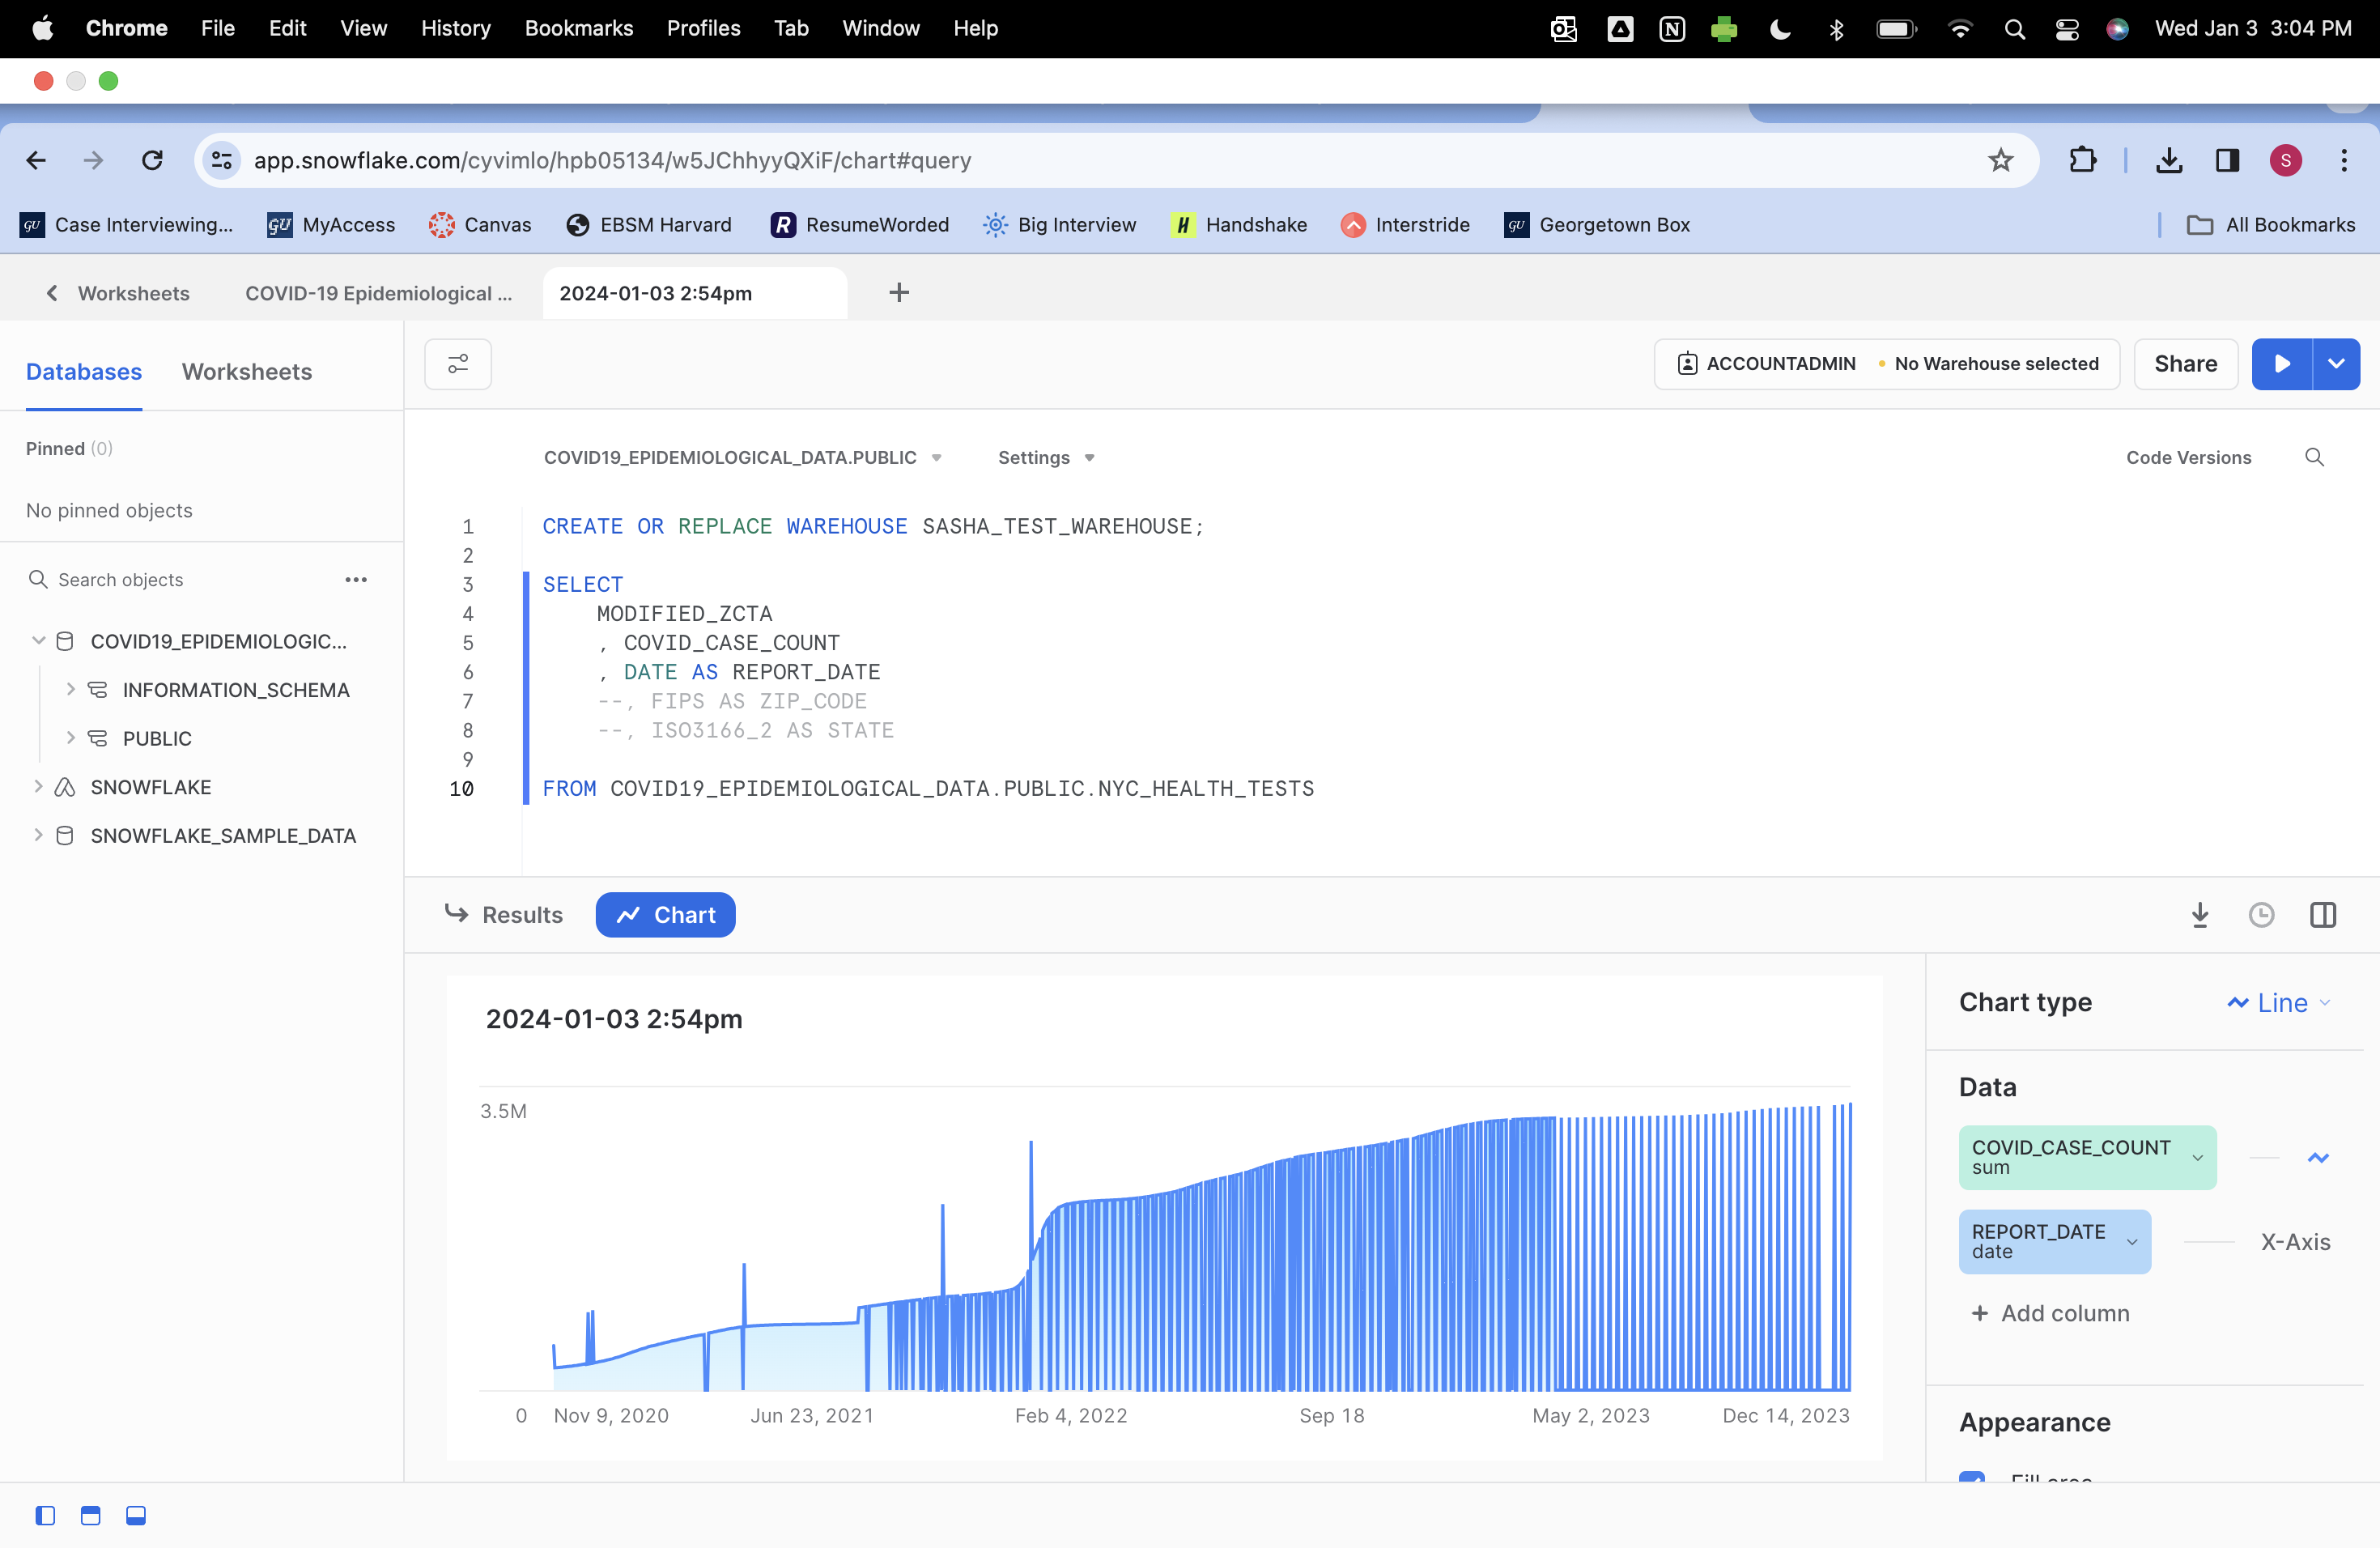 Chrome File Edit View History Bookmarks Profiles Tab Window Help Wed Jan 3 3:04 PM
app.snowflake.com/cyvimlo/hpb05134/w5JChhyyQXiF/chart#query S
GU Case Interviewing... GU MyAccess Canvas EBSM Harvard R ResumeWorded Big Interview H Handshake Interstride GU Georgetown Box All Bookmarks
Worksheets COVID-19 Epidemiological ... 2024-01-03 2:54pm +
Databases Worksheets
ACCOUNTADMIN No Warehouse selected Share
Pinned (0)
No pinned objects
Search objects ...
COVID19_EPIDEMIOLOGIC...
INFORMATION_SCHEMA
PUBLIC
SNOWFLAKE
SNOWFLAKE_SAMPLE_DATA
COVID19_EPIDEMIOLOGICAL_DATA.PUBLIC Settings Code Versions
1 CREATE OR REPLACE WAREHOUSE SASHA_TEST_WAREHOUSE;
2
3 SELECT
4 MODIFIED_ZCTA
5 , COVID_CASE_COUNT
6 , DATE AS REPORT_DATE
7 --, FIPS AS ZIP_CODE
8 --, ISO3166_2 AS STATE
9
10 FROM COVID19_EPIDEMIOLOGICAL_DATA.PUBLIC.NYC_HEALTH_TESTS
Results Chart
2024-01-03 2:54pm
3.5M
0 Nov 9, 2020 Jun 23, 2021 Feb 4, 2022 Sep 18 May 2, 2023 Dec 14, 2023
Chart type Line
Data
COVID_CASE_COUNT
sum
REPORT_DATE
date
X-Axis
+ Add column
Appearance
Fill area